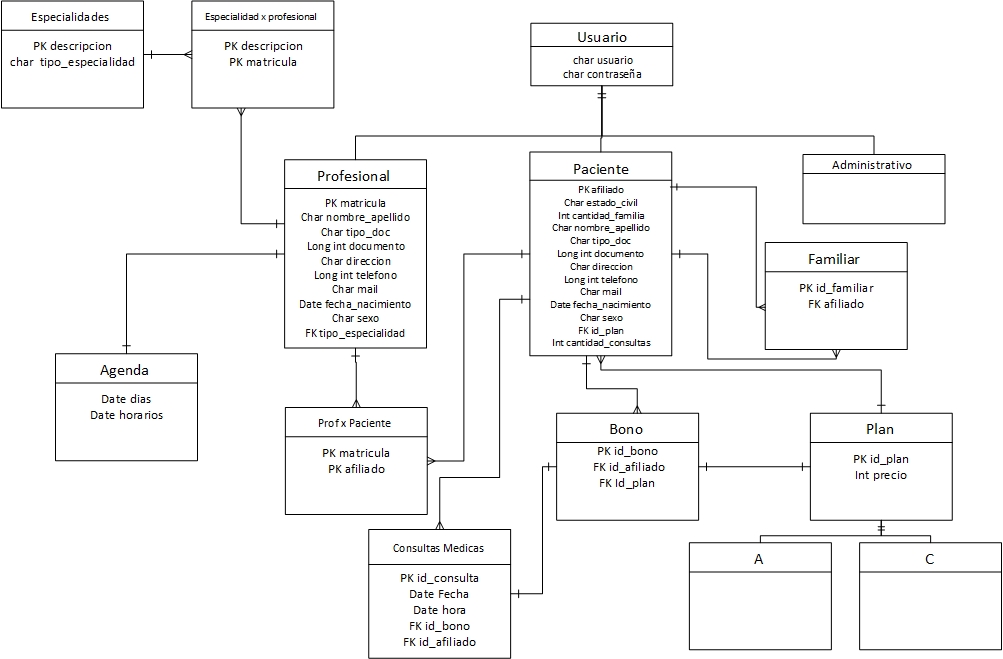 Especialidades
PK descripcion
char tipo_especialidad
Especialidad x profesional
PK descripcion
PK matricula
Usuario
char usuario
char contraseña
Profesional
PK matricula
Char nombre_apellido
Char tipo_doc
Long int documento
Char direccion
Long int telefono
Char mail
Date fecha_nacimiento
Char sexo
FK tipo_especialidad
Paciente
PK afiliado
Char estado_civil
Int cantidad_familia
Char nombre_apellido
Char tipo_doc
Long int documento
Char direccion
Long int telefono
Char mail
Date fecha_nacimiento
Char sexo
FK id_plan
Int cantidad_consultas
Administrativo
Familiar
PK id_familiar
FK afiliado
Agenda
Date dias
Date horarios
Prof x Paciente
PK matricula
PK afiliado
Bono
PK id_bono
FK id_afiliado
FK Id_plan
Plan
PK id_plan
Int precio
Consultas Medicas
PK id_consulta
Date Fecha
Date hora
FK id_bono
FK id_afiliado
A
C